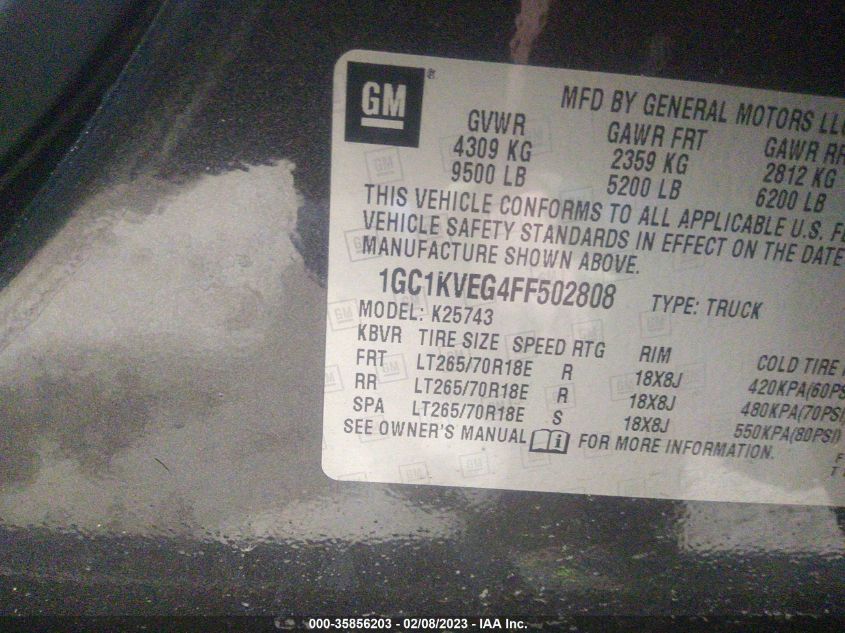 GM®
MFD BY GENERAL MOTORS LLC
GVWR GAWR FRT GAWR RR
4309 KG 2359 KG 2812 KG
9500 LB 5200 LB 6200 LB
THIS VEHICLE CONFORMS TO ALL APPLICABLE U.S.
VEHICLE SAFETY STANDARDS IN EFFECT ON THE DATE
MANUFACTURE SHOWN ABOVE.
1GC1KVEG4FF502808 TYPE: TRUCK
MODEL: K25743
KBVR TIRE SIZE SPEED RTG RIM COLD TIRE
FRT LT265/70R18E R 18X8J 420KPA(60PSI)
RR LT265/70R18E R 18X8J 480KPA(70PSI)
SPA LT265/70R18E S 18X8J 550KPA(80PSI)
SEE OWNER'S MANUAL FOR MORE INFORMATION.
000-35856203 - 02/08/2023 - IAA Inc.